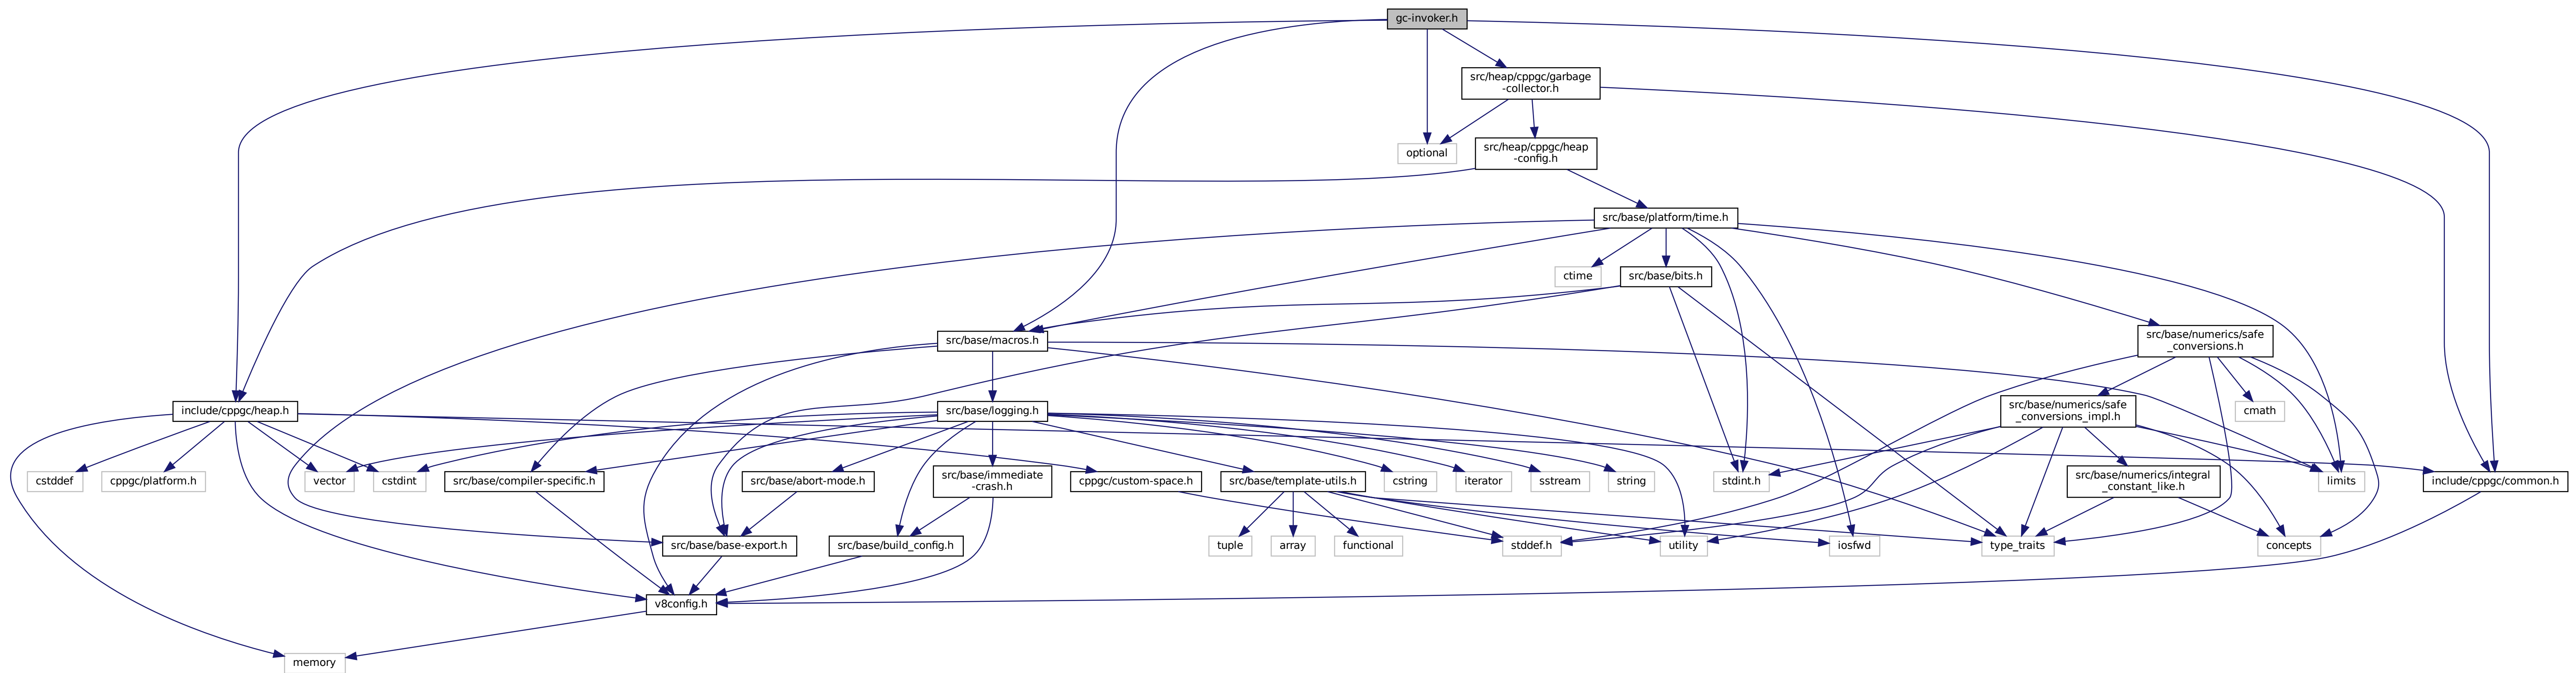 gc-invoker.h
src/heap/cppgc/garbage
-collector.h
optional
src/heap/cppgc/heap
-config.h
src/base/platform/time.h
ctime
src/base/bits.h
src/base/macros.h
src/base/numerics/safe
_conversions.h
include/cppgc/heap.h
src/base/logging.h
src/base/numerics/safe
_conversions_impl.h
cmath
cstddef
cppgc/platform.h
vector
cstdint
src/base/compiler-specific.h
src/base/abort-mode.h
src/base/immediate
-crash.h
cppgc/custom-space.h
src/base/template-utils.h
cstring
iterator
sstream
string
stdint.h
src/base/numerics/integral
_constant_like.h
limits
include/cppgc/common.h
src/base/base-export.h
src/base/build_config.h
tuple
array
functional
stddef.h
utility
iosfwd
type_traits
concepts
v8config.h
memory